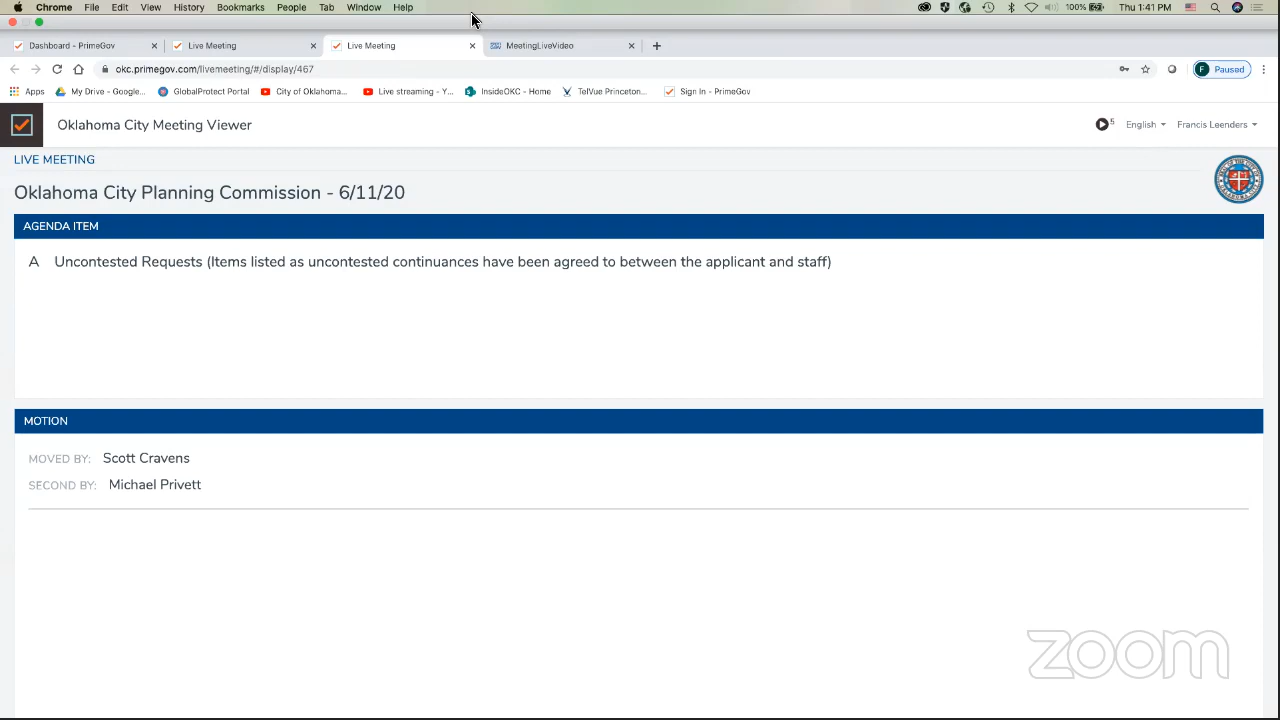 Chrome File Edit View History Bookmarks People Tab Window Help 100% Thu 1:41 PM
Dashboard - PrimeGov Live Meeting Live Meeting MeetingLiveVideo
okc.primegov.com/livemeeting/#/display/467 F Paused
Apps My Drive - Google... GlobalProtect Portal City of Oklahoma... Live streaming - Y... InsideOKC - Home TelVue Princeton... Sign In - PrimeGov
Oklahoma City Meeting Viewer 5 English Francis Leenders
LIVE MEETING
Oklahoma City Planning Commission - 6/11/20
AGENDA ITEM
A Uncontested Requests (Items listed as uncontested continuances have been agreed to between the applicant and staff)
MOTION
MOVED BY: Scott Cravens
SECOND BY: Michael Privett
zoom